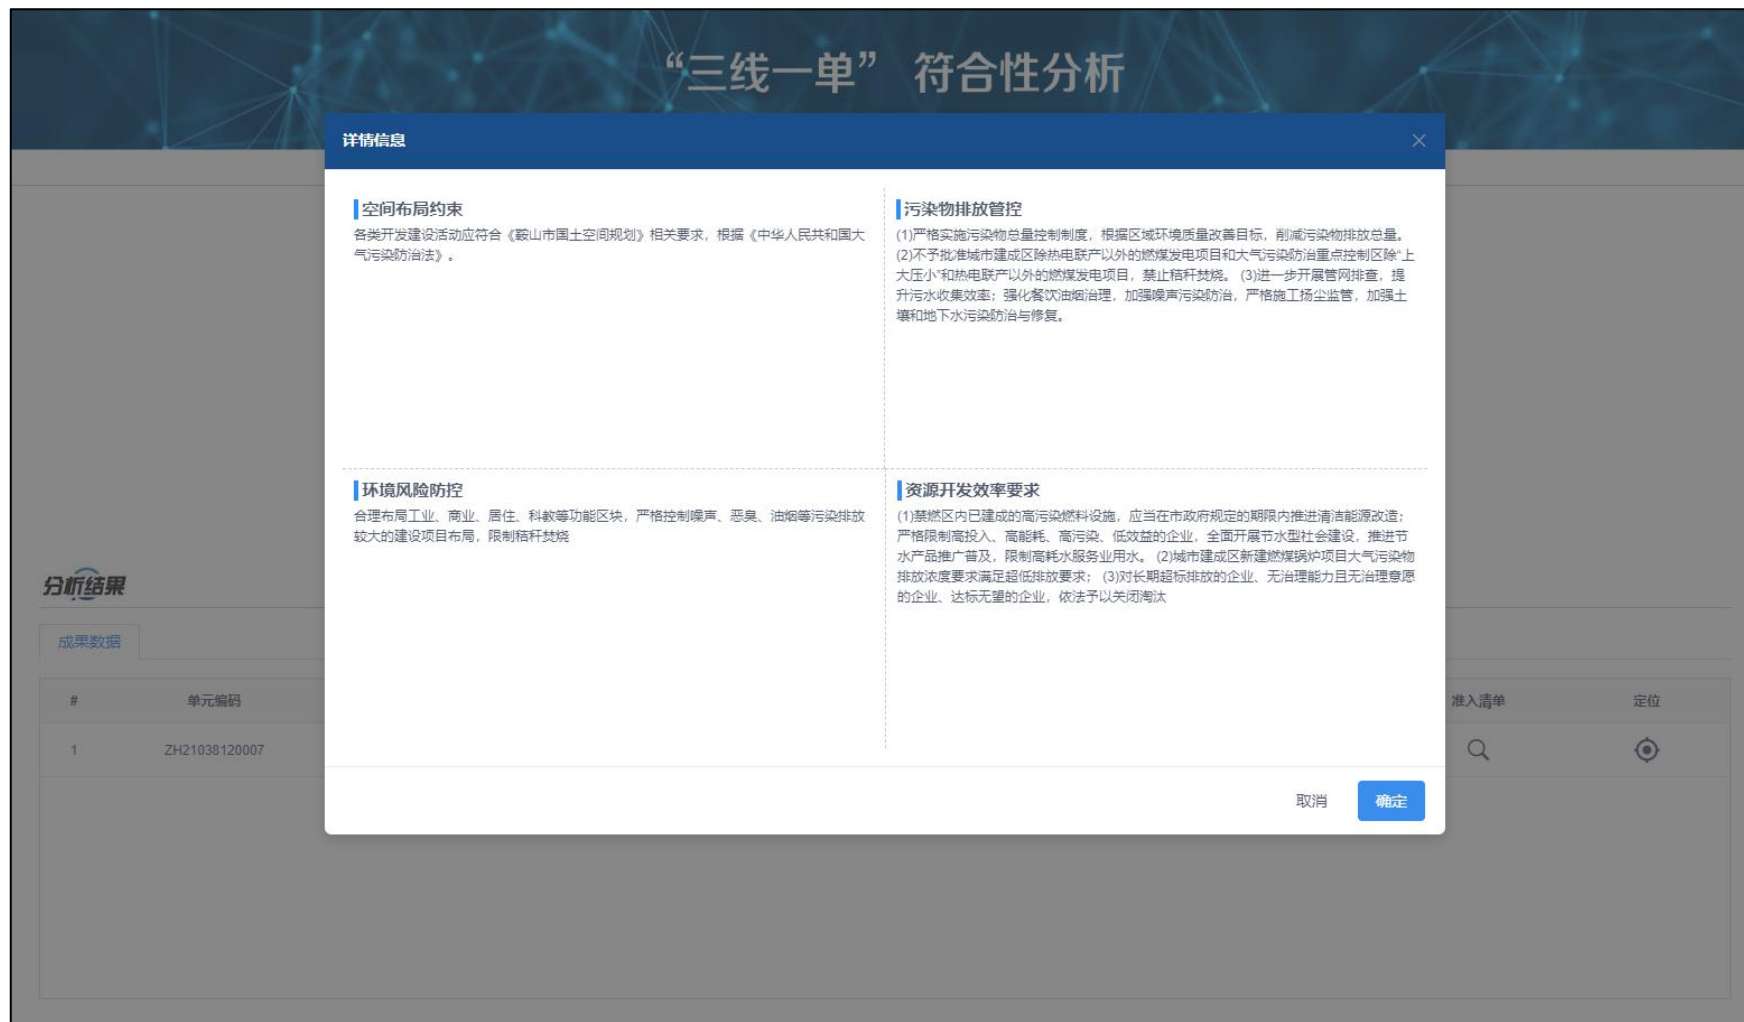 “三线一单” 符合性分析
详情信息
空间布局约束
各类开发建设活动应符合《鞍山市国土空间规划》相关要求，根据《中华人民共和国大
气污染防治法》。
污染物排放管控
(1)严格实施污染物总量控制制度，根据区域环境质量改善目标，削减污染物排放总量。
(2)不予批准城市建成区除热电联产以外的燃煤发电项目和大气污染防治重点控制区除“上
大压小”和热电联产以外的燃煤发电项目，禁止秸秆焚烧。 (3)进一步开展管网排查，提
升污水收集效率；强化餐饮油烟治理，加强噪声污染防治，严格施工扬尘监管，加强土
壤和地下水污染防治与修复。
环境风险防控
合理布局工业、商业、居住、科教等功能区块，严格控制噪声、恶臭、油烟等污染排放
较大的建设项目布局，限制秸秆焚烧
资源开发效率要求
(1)禁燃区内已建成的高污染燃料设施，应当在市政府规定的期限内推进清洁能源改造；
严格限制高投入、高能耗、高污染、低效益的企业，全面开展节水型社会建设，推进节
水产品推广普及，限制高耗水服务业用水。 (2)城市建成区新建燃煤锅炉项目大气污染物
排放浓度要求满足超低排放要求； (3)对长期超标排放的企业、无治理能力且无治理意愿
的企业、达标无望的企业，依法予以关闭淘汰
分析结果
成果数据
# 单元编码 准入清单 定位
1 ZH21038120007
取消 确定